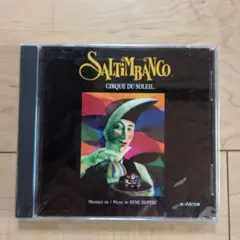 SALTiMBANCO
CIRQUE DU SOLEIL
Musique de / Music by RENÉ DUPÉRÉ